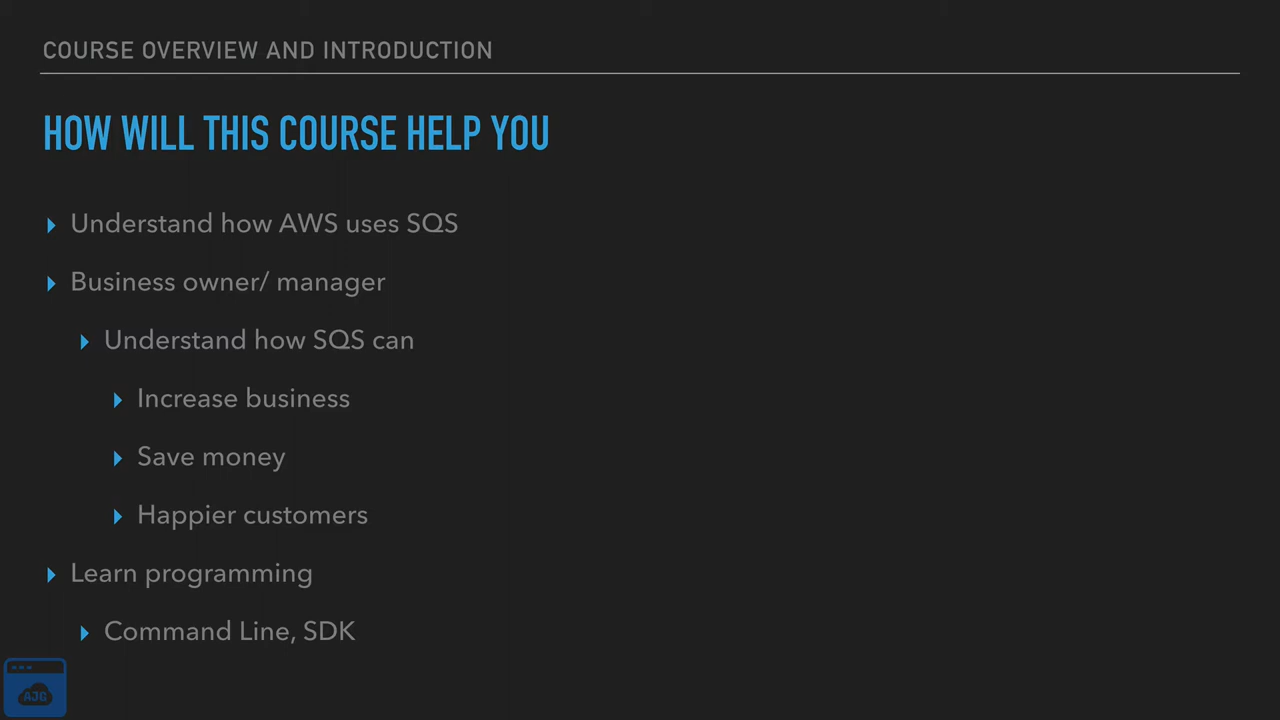 COURSE OVERVIEW AND INTRODUCTION
HOW WILL THIS COURSE HELP YOU
Understand how AWS uses SQS
Business owner/ manager
Understand how SQS can
Increase business
Save money
Happier customers
Learn programming
Command Line, SDK
AJG